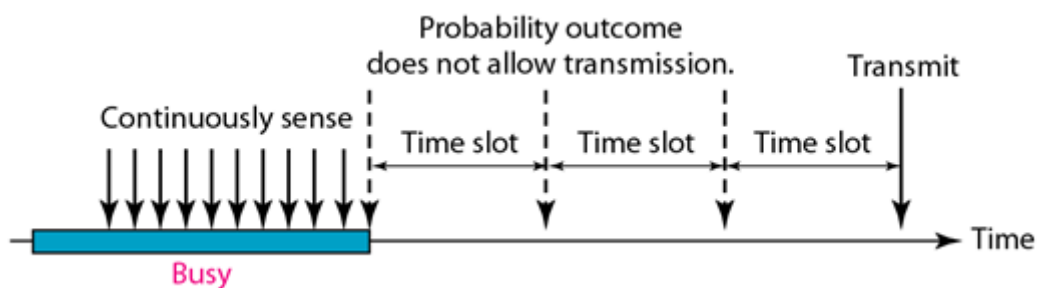 Probability outcome
does not allow transmission.
Transmit
Continuously sense
Time slot
Time slot
Time slot
Time
Busy